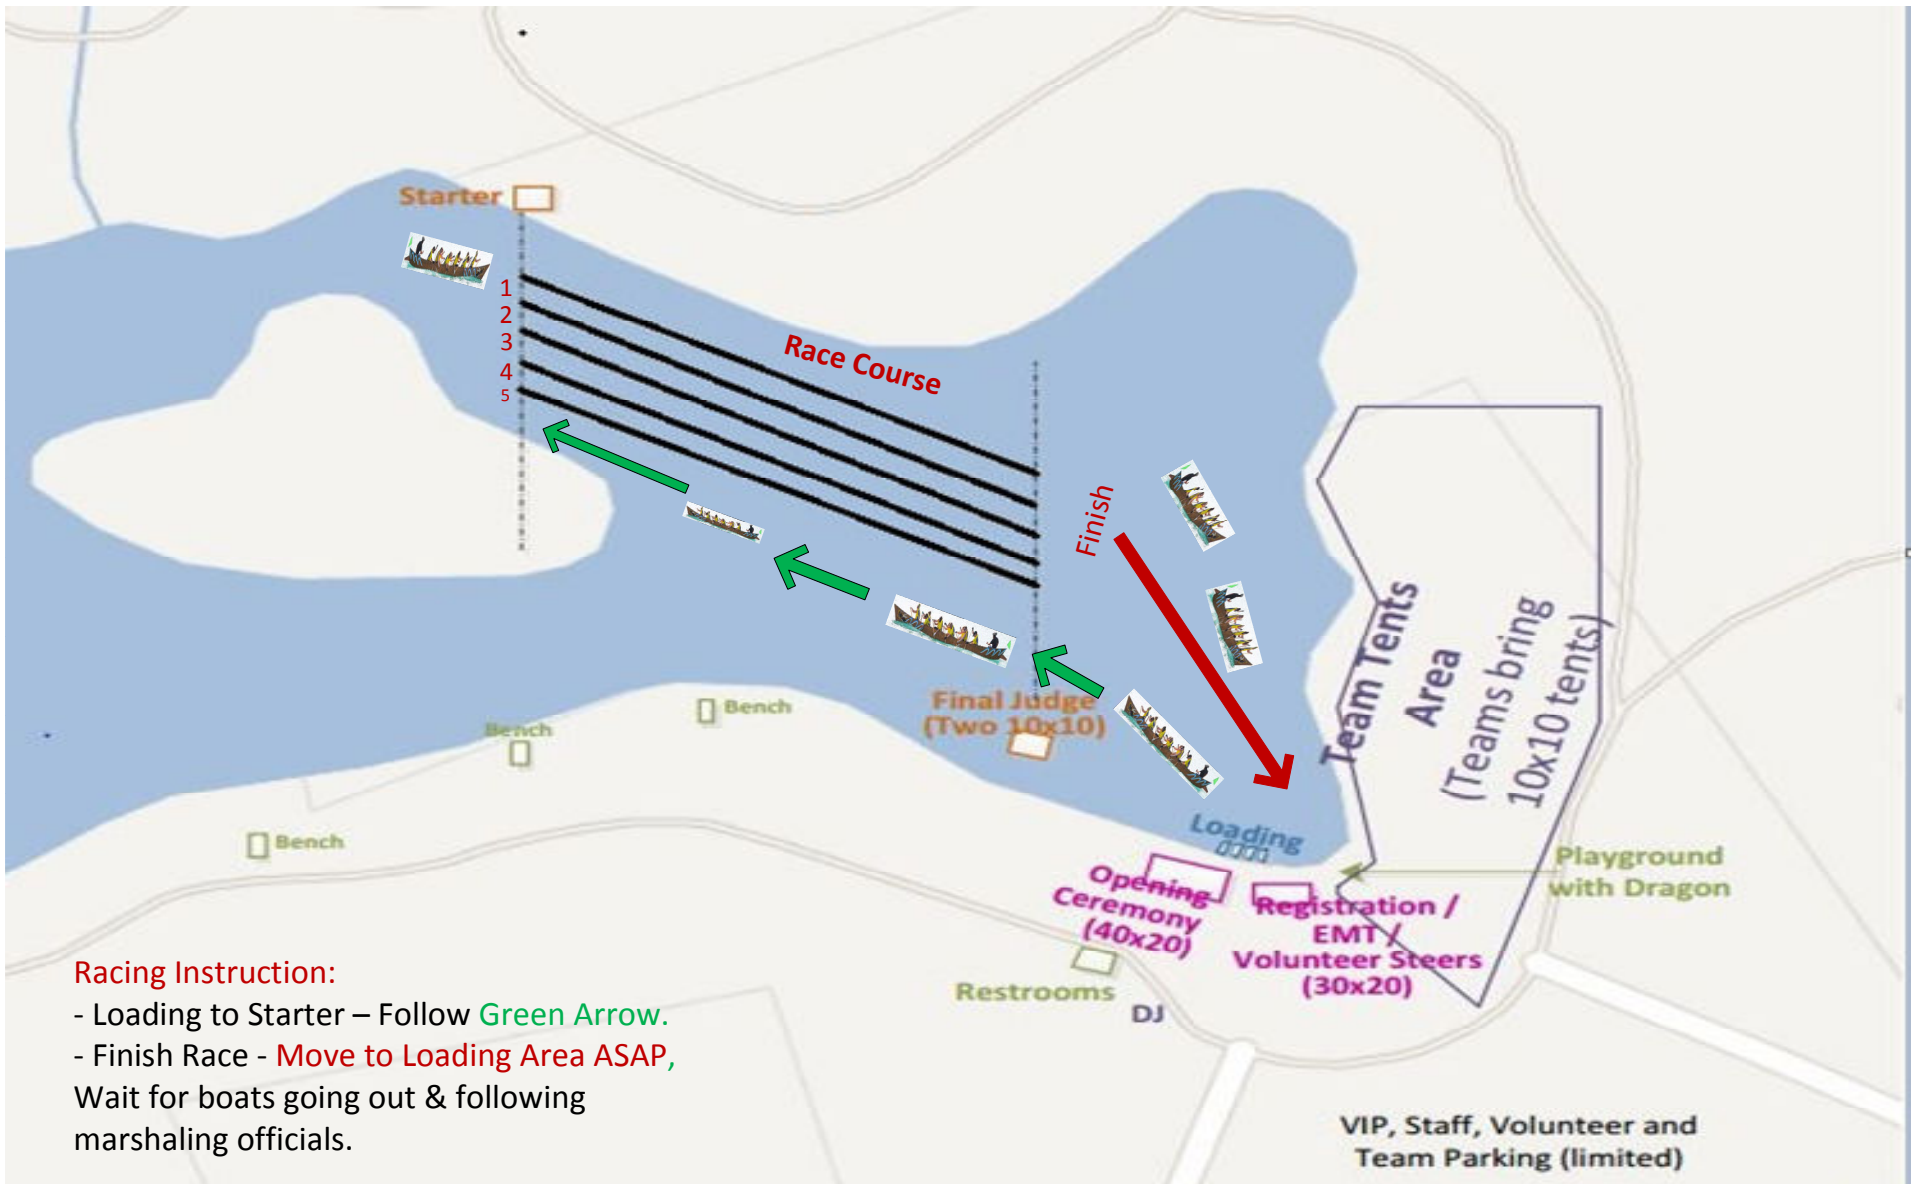 Starter
1
2
3
4
5
Race Course
Finish
Team Tents
Area
(Teams bring
10x10 tents)
Final Judge
(Two 10x10)
Bench
Bench
Bench
Loading
Opening
Ceremony
(40x20)
Registration /
EMT /
Volunteer Steers
(30x20)
Playground
with Dragon
Restrooms
DJ
Racing Instruction:
- Loading to Starter – Follow Green Arrow.
- Finish Race - Move to Loading Area ASAP,
Wait for boats going out & following
marshaling officials.
VIP, Staff, Volunteer and
Team Parking (limited)